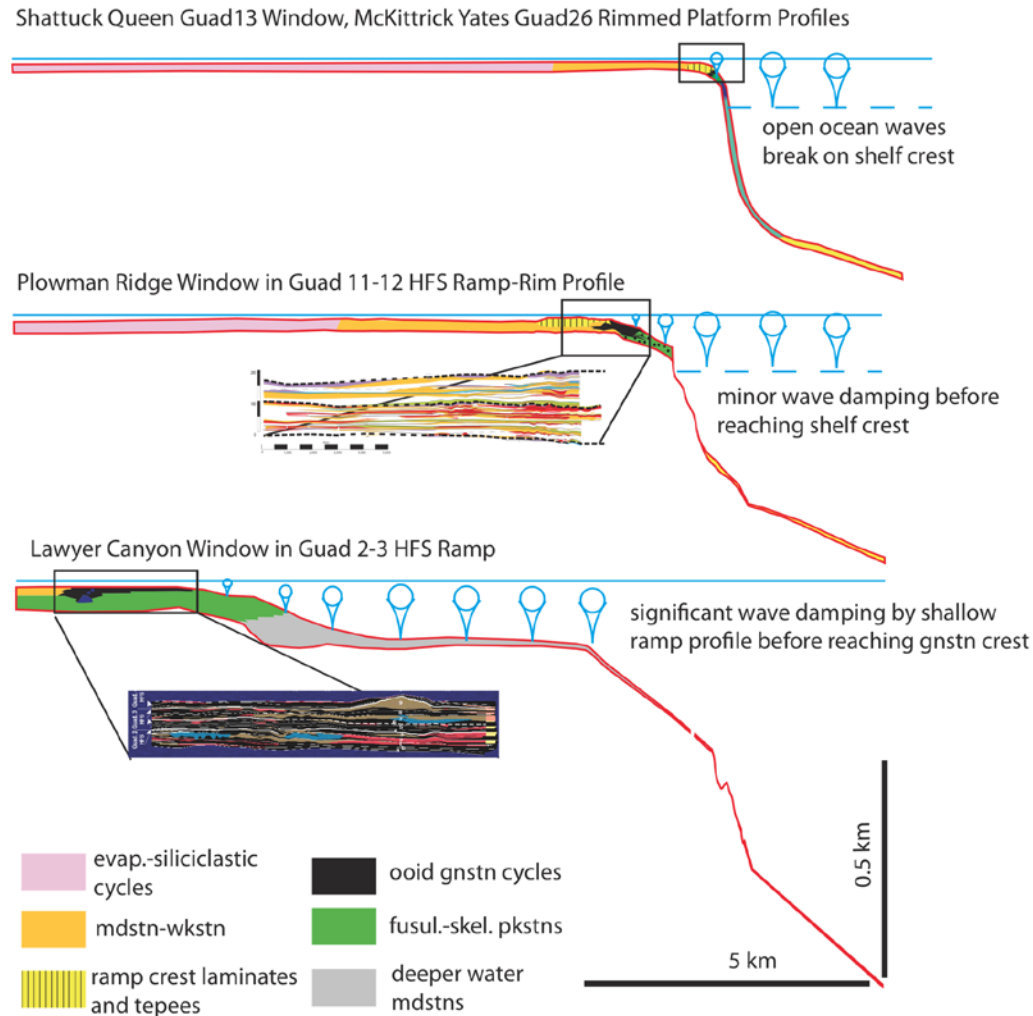 Shattuck Queen Guad13 Window, McKittrick Yates Guad26 Rimmed Platform Profiles
open ocean waves
break on shelf crest
Plowman Ridge Window in Guad 11-12 HFS Ramp-Rim Profile
minor wave damping before
reaching shelf crest
Lawyer Canyon Window in Guad 2-3 HFS Ramp
significant wave damping by shallow
ramp profile before reaching gnstn crest
evap.-siliciclastic
cycles
mdstn-wkstn
ramp crest laminates
and tepees
ooid gnstn cycles
fusul.-skel. pkstns
deeper water
mdstns
0.5 km
5 km